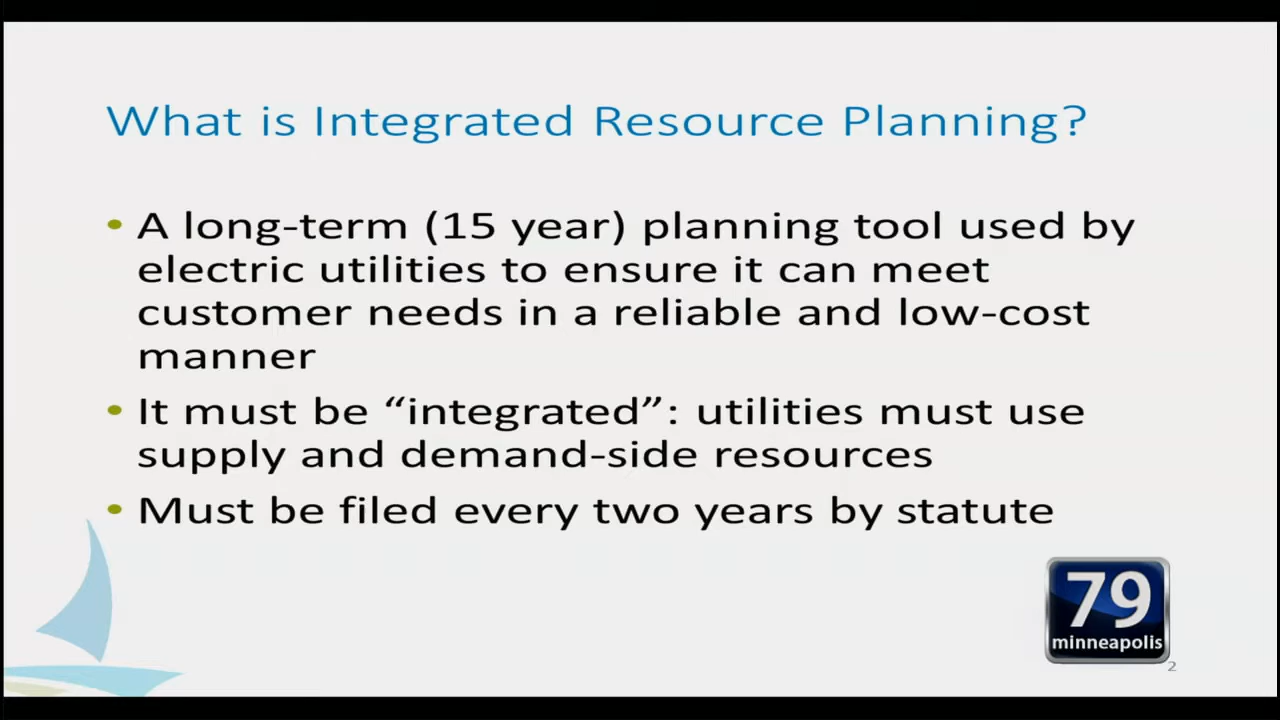 What is Integrated Resource Planning?
• A long-term (15 year) planning tool used by
electric utilities to ensure it can meet
customer needs in a reliable and low-cost
manner
• It must be “integrated”: utilities must use
supply and demand-side resources
• Must be filed every two years by statute
79
minneapolis
2